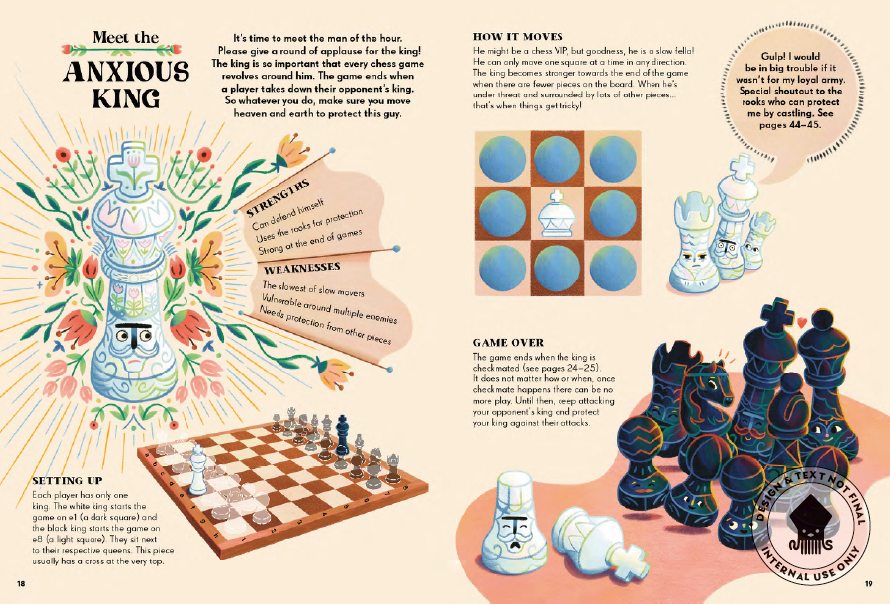 Meet the
ANXIOUS
KING
It's time to meet the man of the hour.
Please give a round of applause for the king!
The king is so important that every chess game
revolves around him. The game ends when
a player takes down their opponent's king.
So whatever you do, make sure you move
heaven and earth to protect this guy.
STRENGTHS
Can defend himself
Uses the rooks for protection
Strong at the end of games
WEAKNESSES
The slowest of slow movers
Vulnerable around multiple enemies
Needs protection from other pieces
SETTING UP
Each player has only one
king. The white king starts the
game on e1 (a dark square) and
the black king starts the game on
e8 (a light square). They sit next
to their respective queens. This piece
usually has a cross at the very top.
18
HOW IT MOVES
He might be a chess VIP, but goodness, he is a slow fella!
He can only move one square at a time in any direction.
The king becomes stronger towards the end of the game
when there are fewer pieces on the board. When he's
under threat and surrounded by lots of other pieces...
that's when things get tricky!
Gulp! I would
be in big trouble if it
wasn't for my loyal army.
Special shoutout to the
rooks who can protect
me by castling. See
pages 44–45.
GAME OVER
The game ends when the king is
checkmated (see pages 24–25).
It does not matter how or when, once
checkmate happens there can be no
more play. Until then, keep attacking
your opponent's king and protect
your king against their attacks.
DESIGN & TEXT NOT FINAL
INTERNAL USE ONLY
19